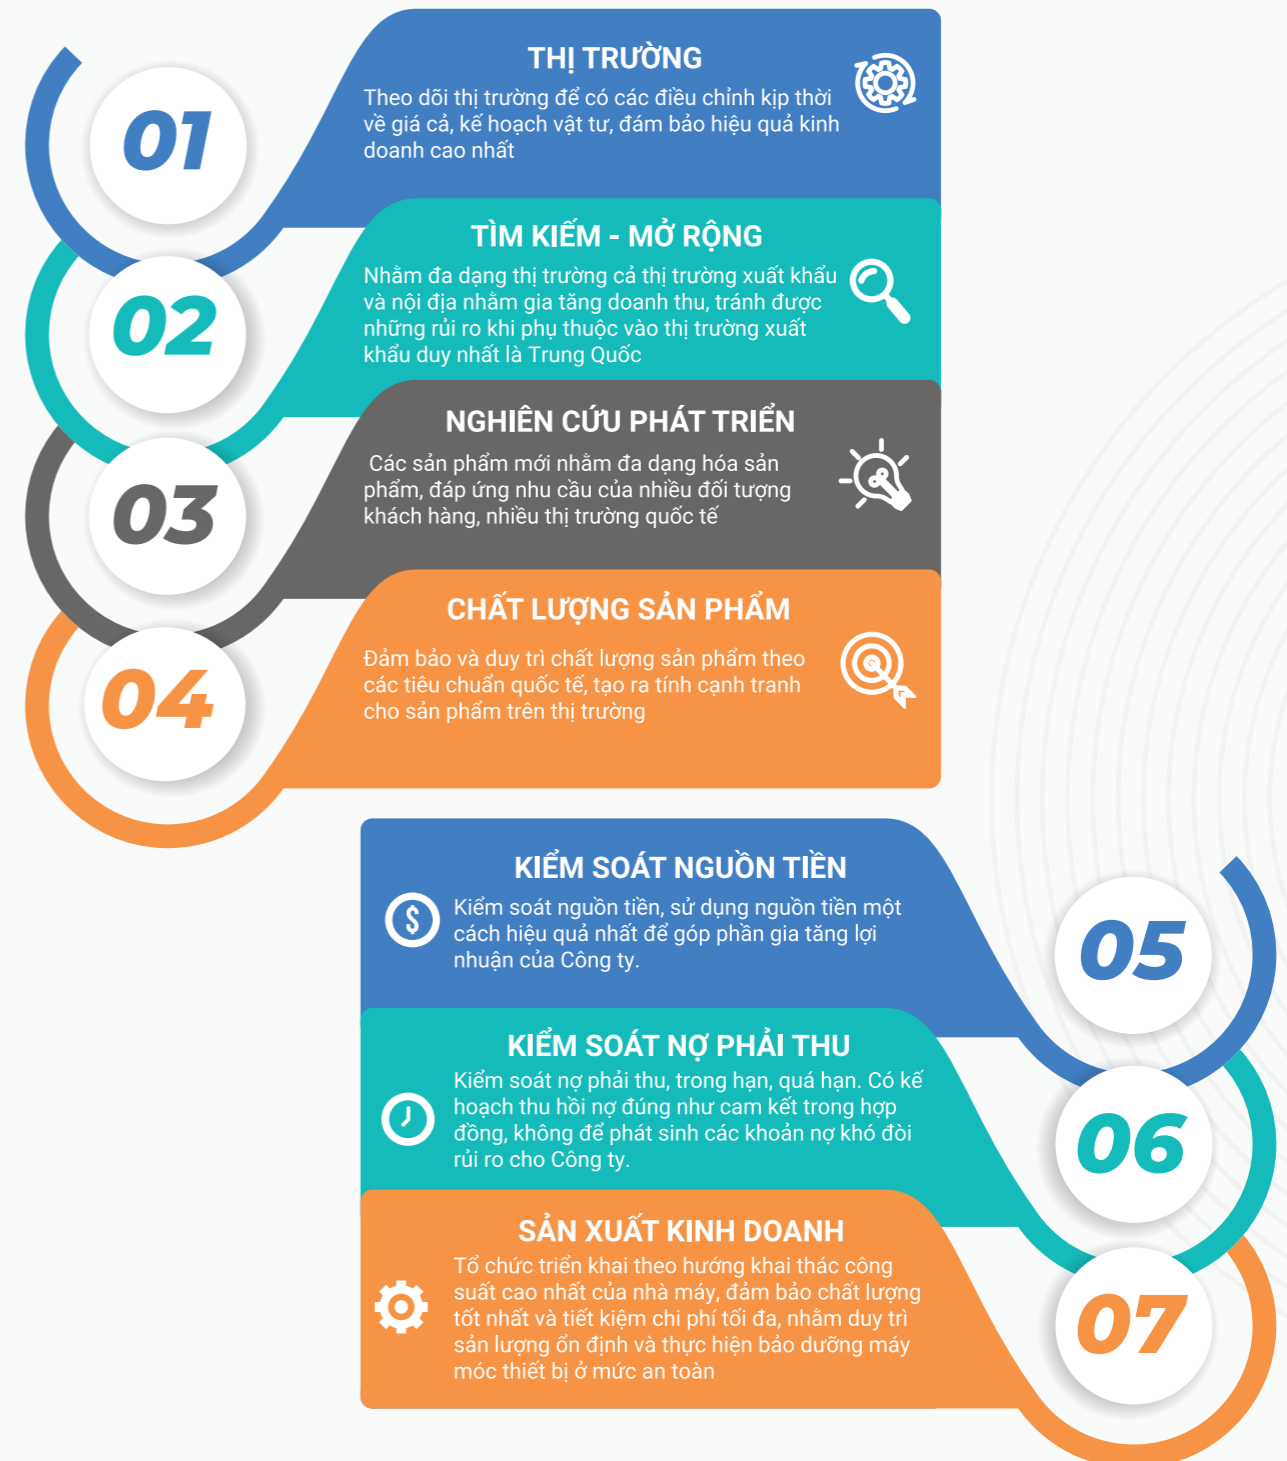 01
THỊ TRƯỜNG
Theo dõi thị trường để có các điều chỉnh kịp thời
về giá cả, kế hoạch vật tư, đám bảo hiệu quả kinh
doanh cao nhất
02
TÌM KIẾM - MỞ RỘNG
Nhằm đa dạng thị trường cả thị trường xuất khẩu
và nội địa nhằm gia tăng doanh thu, tránh được
những rủi ro khi phụ thuộc vào thị trường xuất
khẩu duy nhất là Trung Quốc
03
NGHIÊN CỨU PHÁT TRIỂN
Các sản phẩm mới nhằm đa dạng hóa sản
phẩm, đáp ứng nhu cầu của nhiều đối tượng
khách hàng, nhiều thị trường quốc tế
04
CHẤT LƯỢNG SẢN PHẨM
Đảm bảo và duy trì chất lượng sản phẩm theo
các tiêu chuẩn quốc tế, tạo ra tính cạnh tranh
cho sản phẩm trên thị trường
05
KIỂM SOÁT NGUỒN TIỀN
$
Kiểm soát nguồn tiền, sử dụng nguồn tiền một
cách hiệu quả nhất để góp phần gia tăng lợi
nhuận của Công ty.
06
KIỂM SOÁT NỢ PHẢI THU
Kiểm soát nợ phải thu, trong hạn, quá hạn. Có kế
hoạch thu hồi nợ đúng như cam kết trong hợp
đồng, không để phát sinh các khoản nợ khó đòi
rủi ro cho Công ty.
07
SẢN XUẤT KINH DOANH
Tổ chức triển khai theo hướng khai thác công
suất cao nhất của nhà máy, đảm bảo chất lượng
tốt nhất và tiết kiệm chi phí tối đa, nhằm duy trì
sản lượng ổn định và thực hiện bảo dưỡng máy
móc thiết bị ở mức an toàn